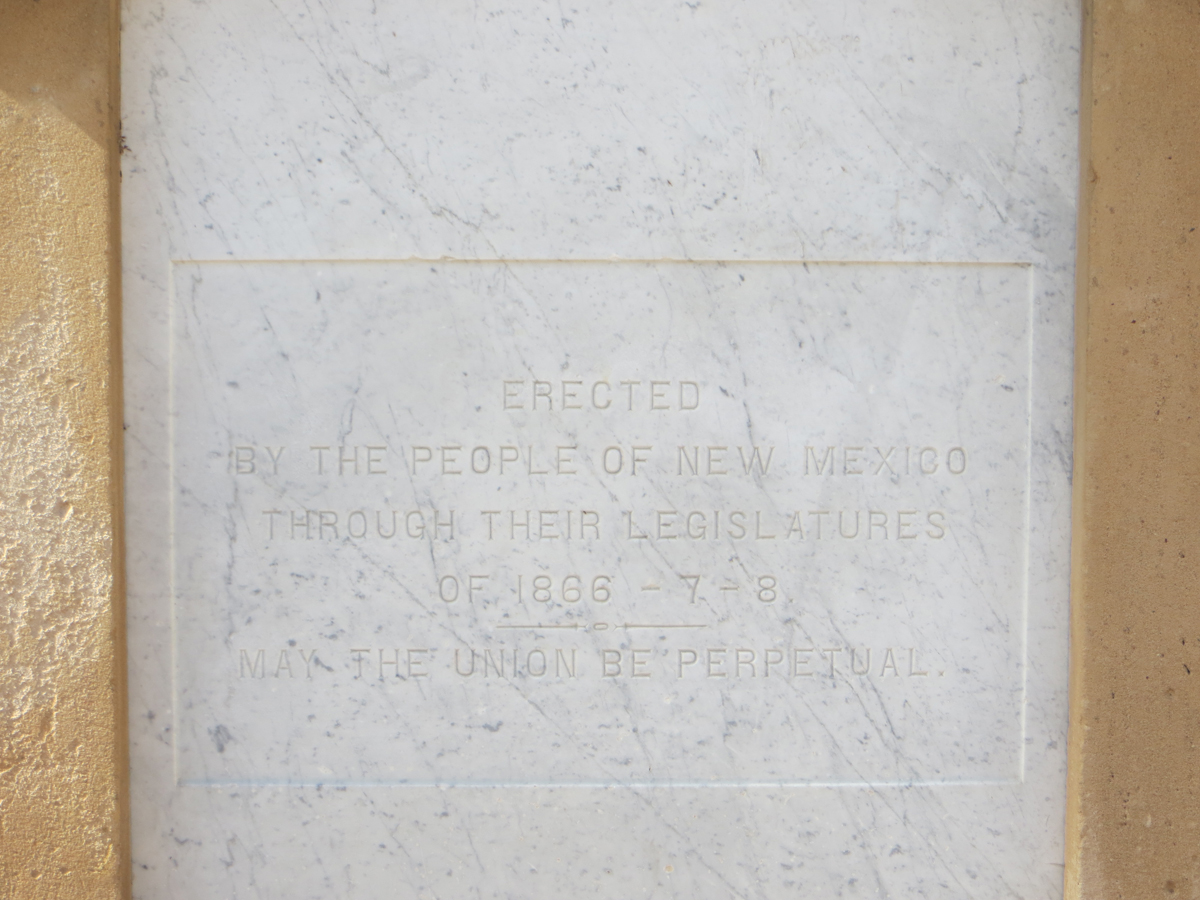 ERECTED
BY THE PEOPLE OF NEW MEXICO
THROUGH THEIR LEGISLATURES
OF 1866 - 7 - 8.
MAY THE UNION BE PERPETUAL.